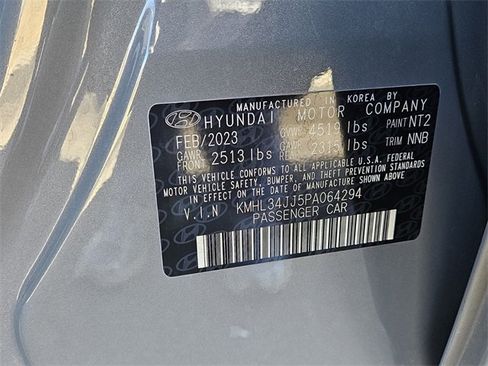 MANUFACTURED IN KOREA BY
HYUNDAI MOTOR COMPANY
FEB/2023 GVWR 4519 lbs PAINT NT2
GAWR FRONT 2513 lbs GAWR 2315 lbs TRIM NNB
THIS VEHICLE CONFORMS TO ALL APPLICABLE U.S.A. FEDERAL
MOTOR VEHICLE SAFETY, BUMPER, AND THEFT PREVENTION
STANDARDS IN EFFECT ON THE DATE OF MANUFACTURE SHOWN ABOVE.
V.I.N KMHL34JJ5PA064294
PASSENGER CAR